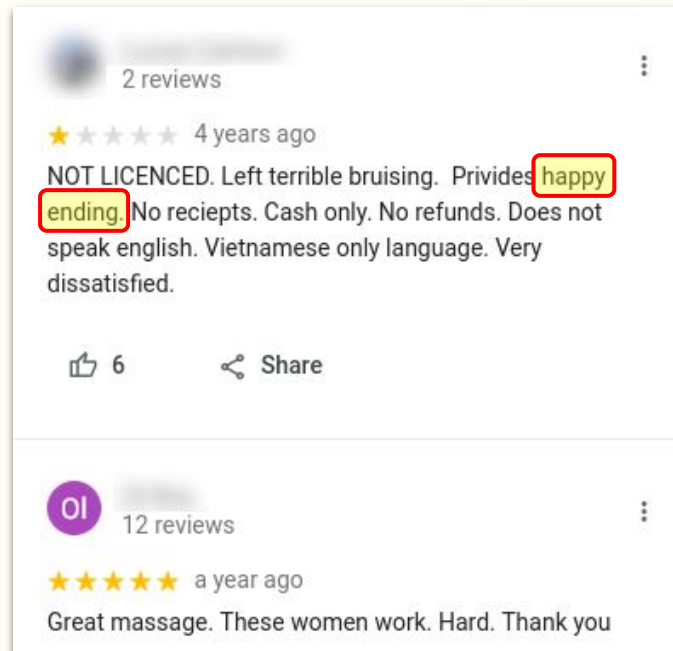 2 reviews
4 years ago
NOT LICENCED. Left terrible bruising. Privides happy
ending. No reciepts. Cash only. No refunds. Does not
speak english. Vietnamese only language. Very
dissatisfied.
6 Share
OI
12 reviews
a year ago
Great massage. These women work. Hard. Thank you